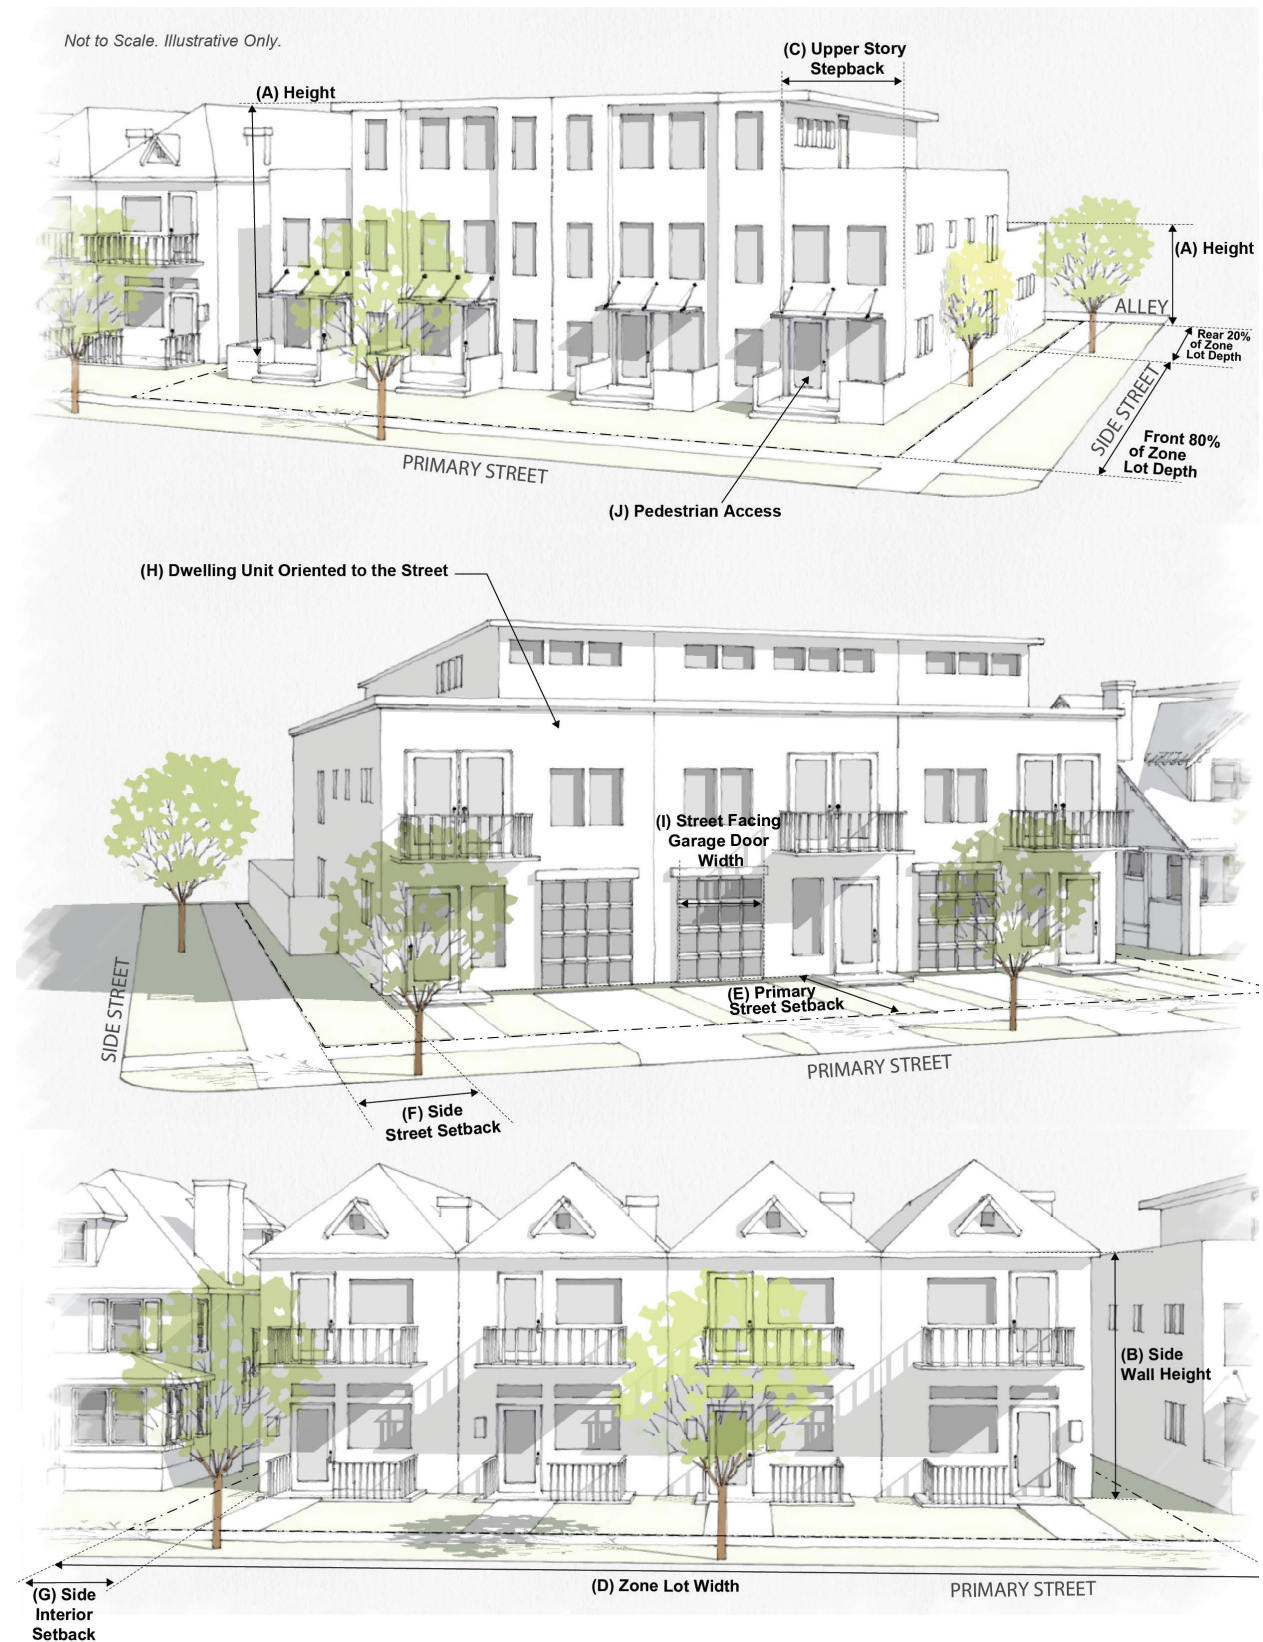 Not to Scale. Illustrative Only.
(C) Upper Story
Stepback
(A) Height
(A) Height
ALLEY
Rear 20%
of Zone
Lot Depth
SIDE STREET
Front 80%
of Zone
Lot Depth
PRIMARY STREET
(J) Pedestrian Access
(H) Dwelling Unit Oriented to the Street
(I) Street Facing
Garage Door
Width
(E) Primary
Street Setback
SIDE STREET
PRIMARY STREET
(F) Side
Street Setback
(B) Side
Wall Height
(D) Zone Lot Width
PRIMARY STREET
(G) Side
Interior
Setback